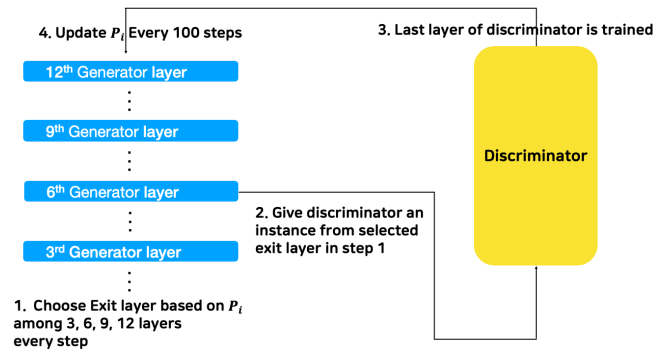 4. Update Pᵢ Every 100 steps
3. Last layer of discriminator is trained
12th Generator layer
9th Generator layer
6th Generator layer
3rd Generator layer
Discriminator
2. Give discriminator an
instance from selected
exit layer in step 1
1. Choose Exit layer based on Pᵢ
among 3, 6, 9, 12 layers
every step